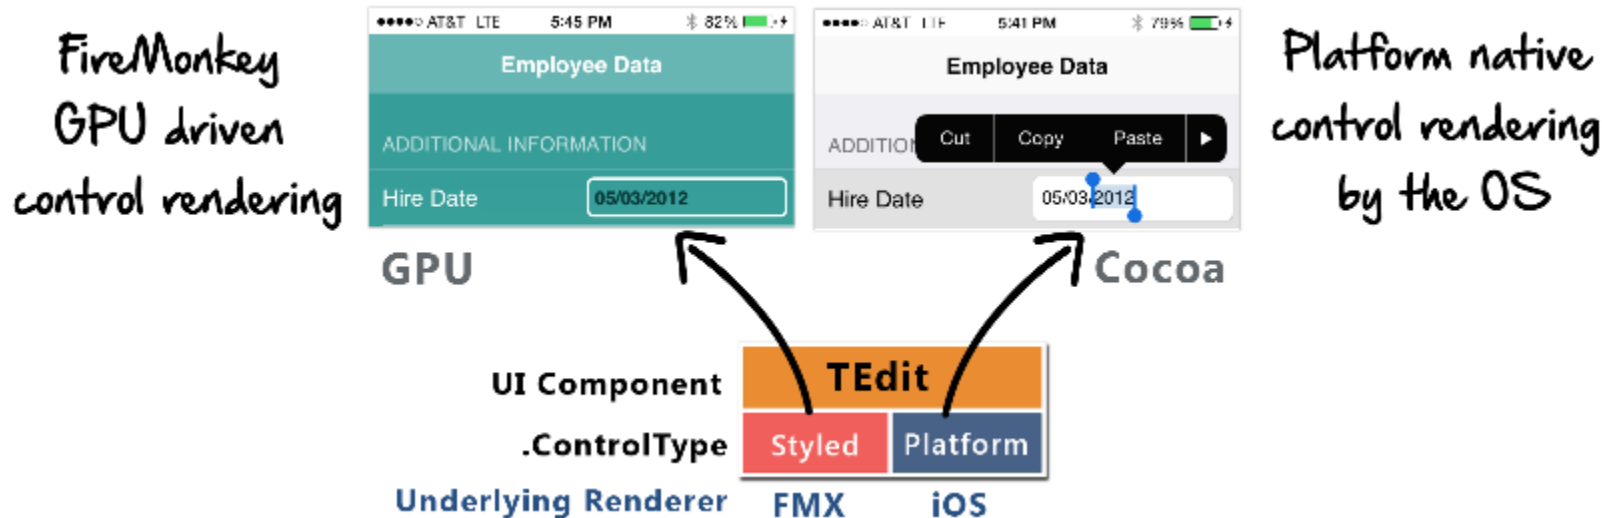 FireMonkey
GPU driven
control rendering
AT&T LTE 5:45 PM 82%
Employee Data
ADDITIONAL INFORMATION
Hire Date 05/03/2012
GPU
AT&T LTE 5:41 PM 79%
Employee Data
Cut Copy Paste
ADDITIO
Hire Date 05/03/2012
Cocoa
Platform native
control rendering
by the OS
UI Component TEdit
.ControlType Styled Platform
Underlying Renderer FMX iOS